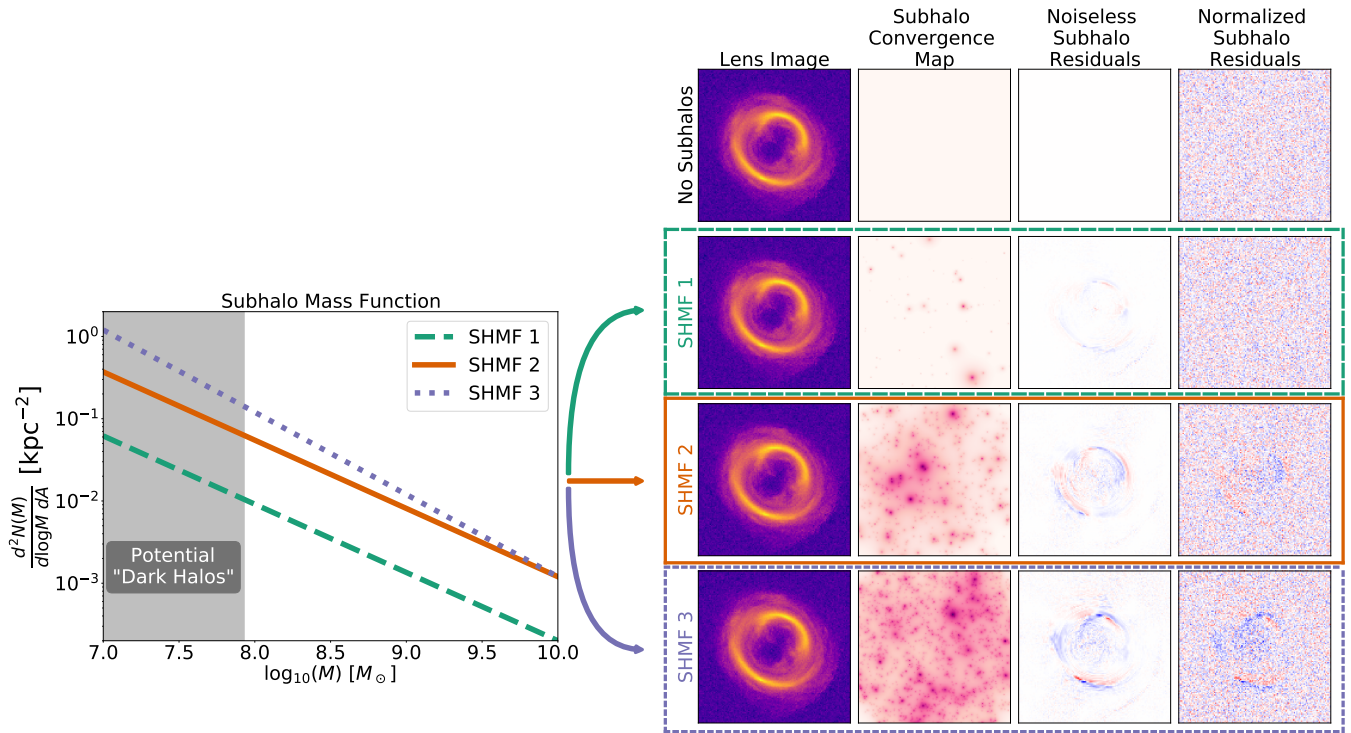 Subhalo Mass Function
10⁰
10⁻¹
10⁻²
10⁻³
d²N(M)
dlogM dA
[kpc⁻²]
SHMF 1
SHMF 2
SHMF 3
Potential
"Dark Halos"
7.0 7.5 8.0 8.5 9.0 9.5 10.0
log₁₀(M) [M⊙]
Lens Image
Subhalo
Convergence
Map
Noiseless
Subhalo
Residuals
Normalized
Subhalo
Residuals
No Subhalos
SHMF 1
SHMF 2
SHMF 3